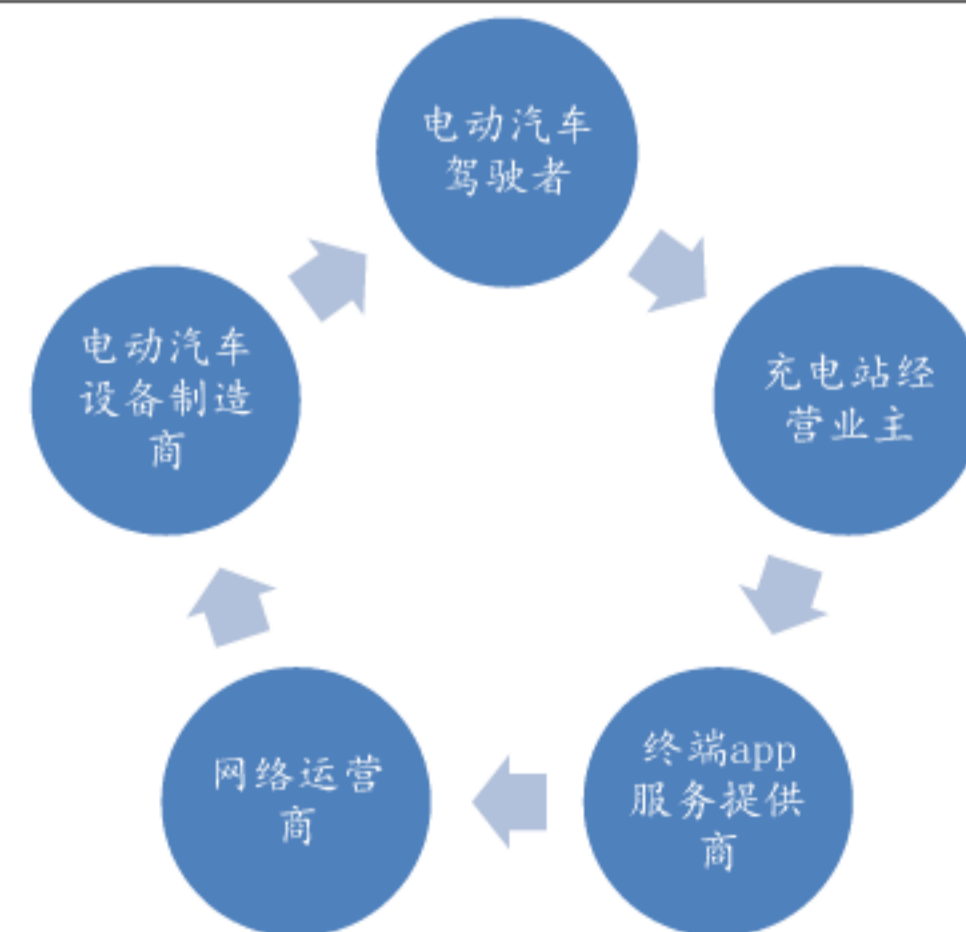 电动汽车
驾驶者
充电站经
营业主
终端app
服务提供
商
网络运营
商
电动汽车
设备制造
商